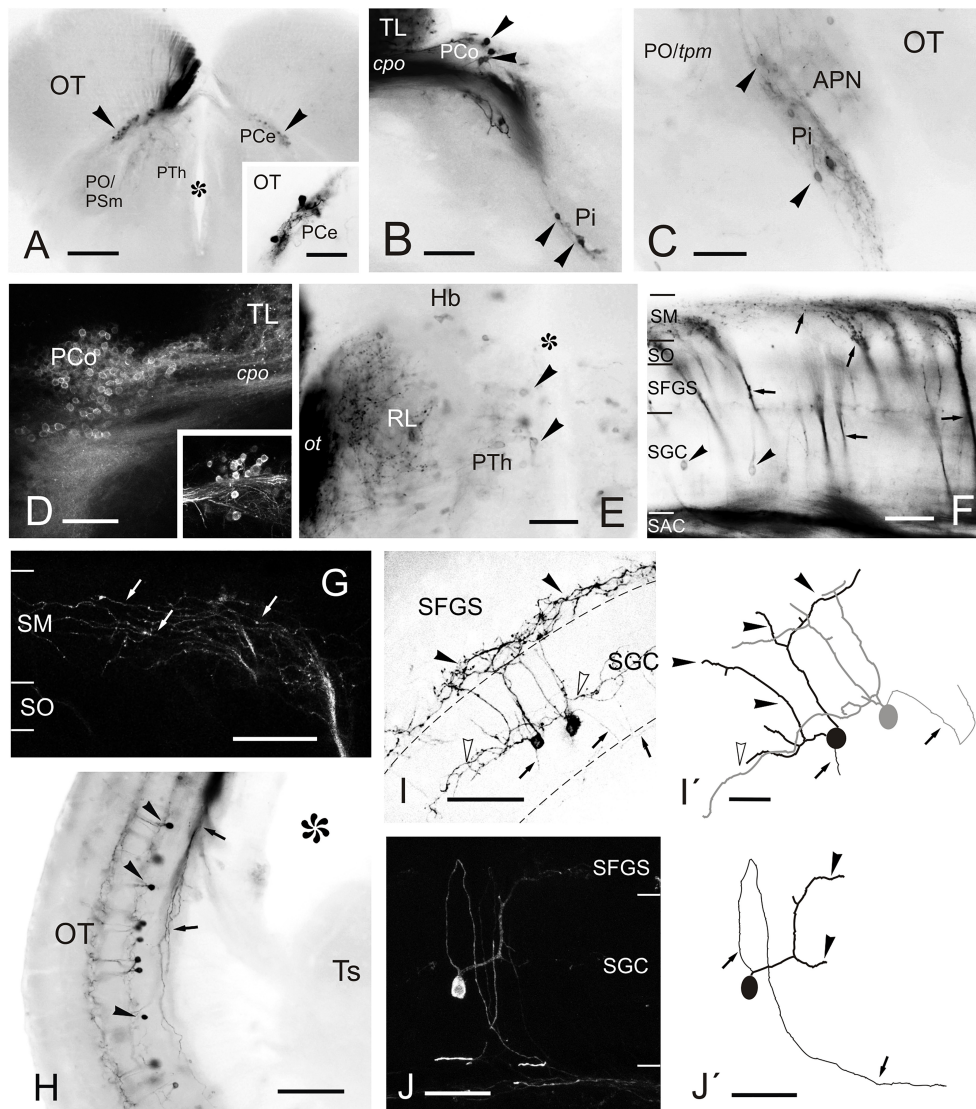 OT
PCe
PO/
PSm
PTh
A
OT
PCe
TL
PCo
cpo
Pi
B
PO/tpm
OT
APN
Pi
C
TL
PCo
cpo
D
Hb
RL
ot
PTh
E
SM
SO
SFGS
SGC
SAC
F
G
SM
SO
SFGS
SGC
I
I´
OT
Ts
H
SFGS
SGC
J
J´